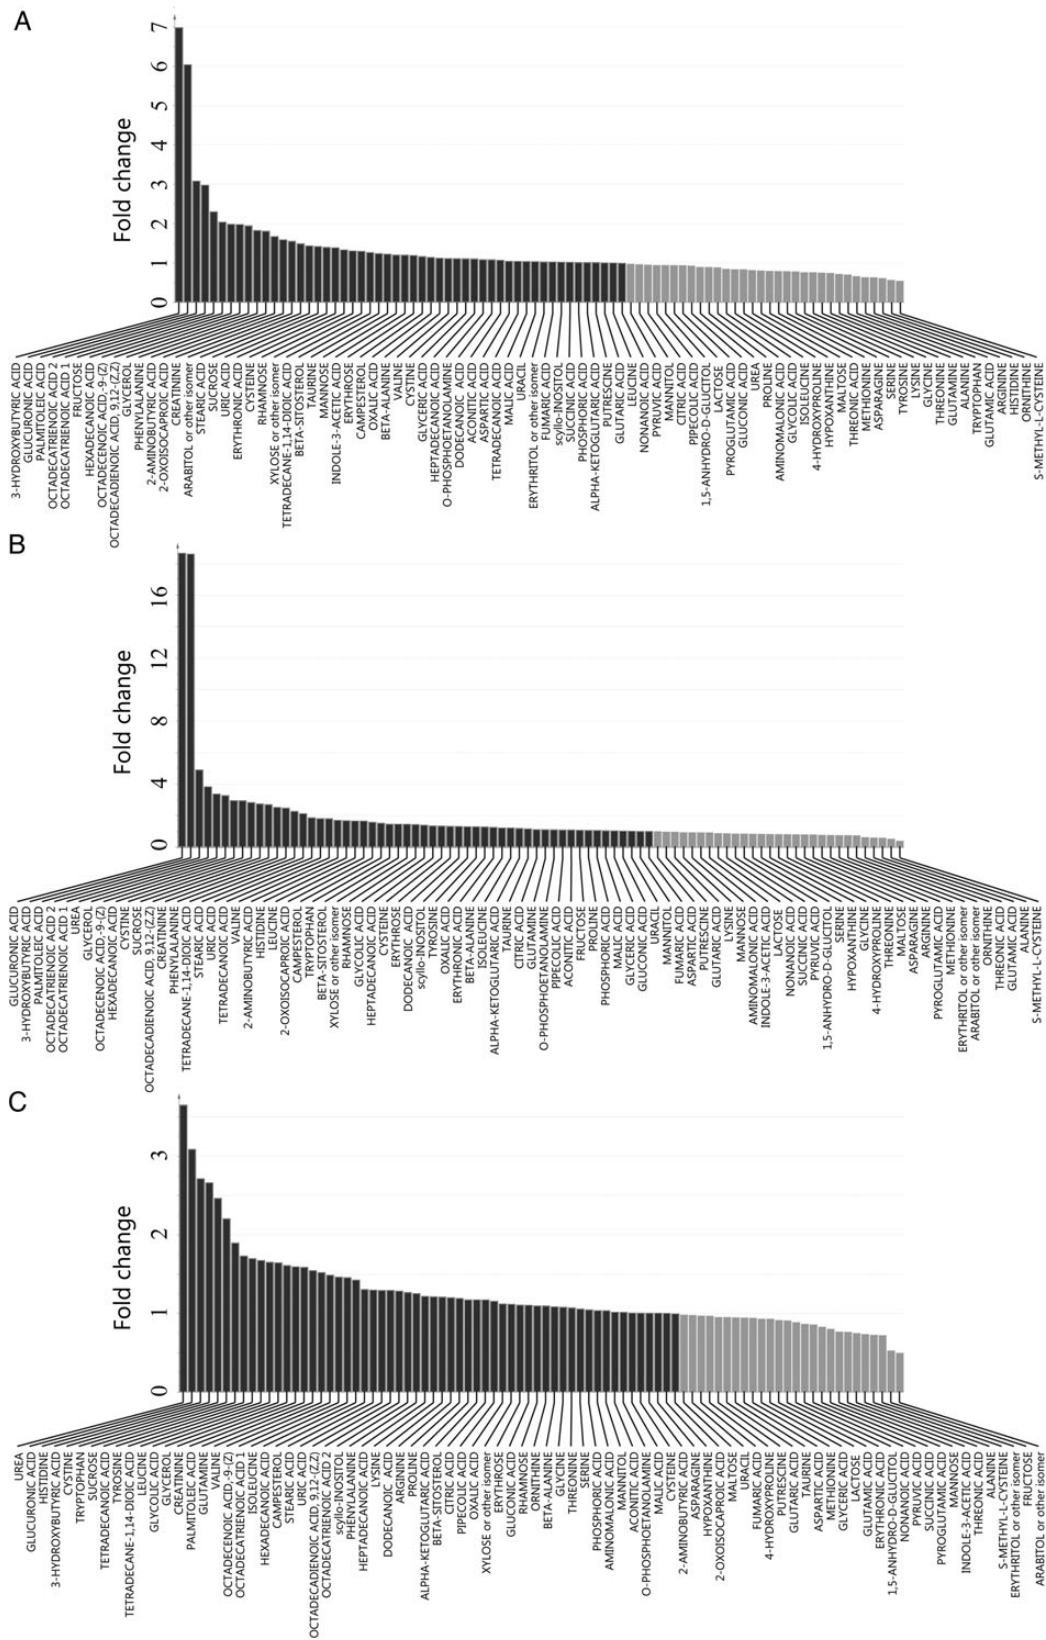 A
Fold change
7
6
5
4
3
2
1
0
3-HYDROXYBUTYRIC ACID
GLUCURONIC ACID
PALMITOLEIC ACID
OCTADECATRIENOIC ACID 2
OCTADECATRIENOIC ACID 1
FRUCTOSE
HEXADECANOIC ACID
OCTADECENOIC ACID,-9-(Z)
OCTADECADIENOIC ACID, 9,12-(Z,Z)
GLYCEROL
PHENYLALANINE
2-AMINOBUTYRIC ACID
2-OXOISOCAPROIC ACID
CREATININE
ARABITOL or other isomer
STEARIC ACID
SUCROSE
URIC ACID
ERYTHRONIC ACID
CYSTEINE
RHAMNOSE
XYLOSE or other isomer
TETRADECANE-1,14-DIOIC ACID
BETA-SITOSTEROL
TAURINE
MANNOSE
INDOLE-3-ACETIC ACID
ERYTHROSE
CAMPESTEROL
OXALIC ACID
BETA-ALANINE
VALINE
CYSTINE
GLYCERIC ACID
HEPTADECANOIC ACID
O-PHOSPHOETANOLAMINE
DODECANOIC ACID
ACONITIC ACID
ASPARTIC ACID
TETRADECANOIC ACID
MALIC ACID
URACIL
ERYTHRITOL or other isomer
FUMARIC ACID
scyllo-INOSITOL
SUCCINIC ACID
PHOSPHORIC ACID
ALPHA-KETOGLUTARIC ACID
PUTRESCINE
GLUTARIC ACID
LEUCINE
NONANOIC ACID
PYRUVIC ACID
MANNITOL
CITRIC ACID
PIPECOLIC ACID
1,5-ANHYDRO-D-GLUCITOL
LACTOSE
PYROGLUTAMIC ACID
GLUCONIC ACID
UREA
PROLINE
AMINOMALONIC ACID
GLYCOLIC ACID
ISOLEUCINE
4-HYDROXYPROLINE
HYPOXANTHINE
MALTOSE
THREONIC ACID
METHIONINE
ASPARAGINE
SERINE
TYROSINE
LYSINE
GLYCINE
THREONINE
GLUTAMINE
ALANINE
TRYPTOPHAN
GLUTAMIC ACID
ARGININE
HISTIDINE
ORNITHINE
S-METHYL-L-CYSTEINE
B
Fold change
16
12
8
4
0
GLUCURONIC ACID
3-HYDROXYBUTYRIC ACID
PALMITOLEIC ACID
OCTADECATRIENOIC ACID 2
OCTADECATRIENOIC ACID 1
UREA
GLYCEROL
OCTADECENOIC ACID,-9-(Z)
HEXADECANOIC ACID
CYSTINE
SUCROSE
OCTADECADIENOIC ACID, 9,12-(Z,Z)
CREATININE
PHENYLALANINE
TETRADECANE-1,14-DIOIC ACID
STEARIC ACID
URIC ACID
TETRADECANOIC ACID
VALINE
2-AMINOBUTYRIC ACID
HISTIDINE
LEUCINE
2-OXOISOCAPROIC ACID
CAMPESTEROL
TRYPTOPHAN
BETA-SITOSTEROL
XYLOSE or other isomer
RHAMNOSE
GLYCOLIC ACID
HEPTADECANOIC ACID
CYSTEINE
ERYTHROSE
DODECANOIC ACID
scyllo-INOSITOL
TYROSINE
OXALIC ACID
ERYTHRONIC ACID
BETA-ALANINE
ISOLEUCINE
ALPHA-KETOGLUTARIC ACID
TAURINE
CITRIC ACID
GLUTAMINE
O-PHOSPHOETANOLAMINE
PIPECOLIC ACID
ACONITIC ACID
FRUCTOSE
PROLINE
PHOSPHORIC ACID
MALIC ACID
GLYCERIC ACID
GLUCONIC ACID
URACIL
MANNITOL
FUMARIC ACID
ASPARTIC ACID
PUTRESCINE
GLUTARIC ACID
LYSINE
MANNOSE
AMINOMALONIC ACID
INDOLE-3-ACETIC ACID
LACTOSE
NONANOIC ACID
SUCCINIC ACID
PYRUVIC ACID
1,5-ANHYDRO-D-GLUCITOL
SERINE
HYPOXANTHINE
GLYCINE
4-HYDROXYPROLINE
THREONINE
MALTOSE
ASPARAGINE
ARGININE
PYROGLUTAMIC ACID
METHIONINE
ERYTHRITOL or other isomer
ARABITOL or other isomer
ORNITHINE
THREONIC ACID
GLUTAMIC ACID
ALANINE
S-METHYL-L-CYSTEINE
C
Fold change
3
2
1
0
UREA
GLUCURONIC ACID
HISTIDINE
3-HYDROXYBUTYRIC ACID
CYSTINE
TRYPTOPHAN
SUCROSE
TETRADECANOIC ACID
TYROSINE
TETRADECANE-1,14-DIOIC ACID
LEUCINE
GLYCOLIC ACID
GLYCEROL
CREATININE
PALMITOLEIC ACID
GLUTAMINE
VALINE
OCTADECENOIC ACID,-9-(Z)
OCTADECATRIENOIC ACID 1
ISOLEUCINE
HEXADECANOIC ACID
CAMPESTEROL
STEARIC ACID
URIC ACID
OCTADECADIENOIC ACID, 9,12-(Z,Z)
OCTADECATRIENOIC ACID 2
scyllo-INOSITOL
PHENYLALANINE
HEPTADECANOIC ACID
LYSINE
DODECANOIC ACID
ARGININE
PROLINE
ALPHA-KETOGLUTARIC ACID
BETA-SITOSTEROL
CITRIC ACID
PIPECOLIC ACID
OXALIC ACID
XYLOSE or other isomer
ERYTHROSE
GLUCONIC ACID
RHAMNOSE
ORNITHINE
BETA-ALANINE
GLYCINE
THREONINE
SERINE
PHOSPHORIC ACID
AMINOMALONIC ACID
MANNITOL
ACONITIC ACID
O-PHOSPHOETANOLAMINE
MALIC ACID
CYSTEINE
2-AMINOBUTYRIC ACID
ASPARAGINE
HYPOXANTHINE
2-OXOISOCAPROIC ACID
MALTOSE
URACIL
FUMARIC ACID
4-HYDROXYPROLINE
PUTRESCINE
GLUTARIC ACID
TAURINE
ASPARTIC ACID
METHIONINE
GLYCERIC ACID
LACTOSE
GLUTAMIC ACID
ERYTHRONIC ACID
1,5-ANHYDRO-D-GLUCITOL
NONANOIC ACID
PYRUVIC ACID
SUCCINIC ACID
PYROGLUTAMIC ACID
MANNOSE
INDOLE-3-ACETIC ACID
THREONIC ACID
ALANINE
S-METHYL-L-CYSTEINE
ERYTHRITOL or other isomer
FRUCTOSE
ARABITOL or other isomer